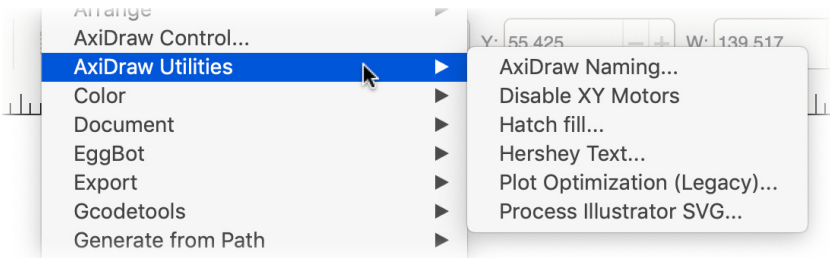 Arrange
AxiDraw Control...
AxiDraw Utilities
Color
Document
EggBot
Export
Gcodetools
Generate from Path
Y: 55.425 W: 139.517
AxiDraw Naming...
Disable XY Motors
Hatch fill...
Hershey Text...
Plot Optimization (Legacy)...
Process Illustrator SVG...